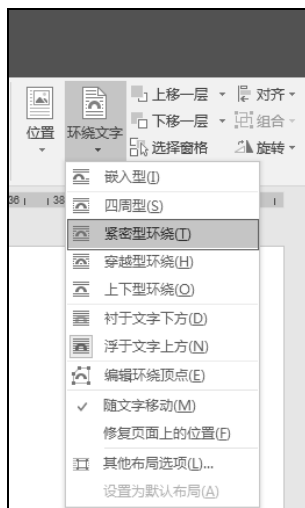 上移一层 对齐
位置 环绕文字 下移一层 组合
选择窗格 旋转
36 38
嵌入型(I)
四周型(S)
紧密型环绕(T)
穿越型环绕(H)
上下型环绕(O)
衬于文字下方(D)
浮于文字上方(N)
编辑环绕顶点(E)
随文字移动(M)
修复页面上的位置(F)
其他布局选项(L)...
设置为默认布局(A)